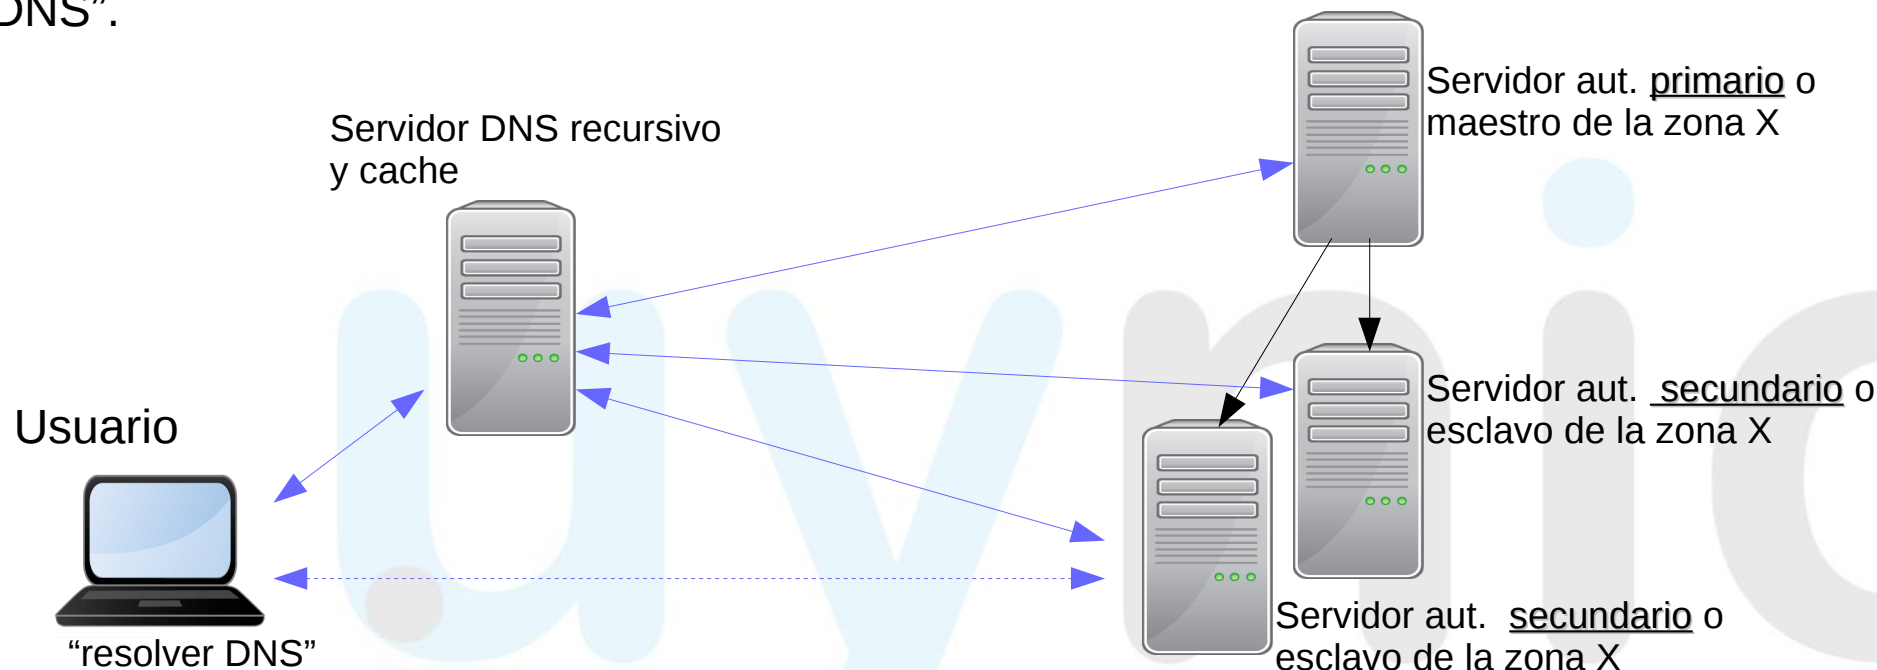 DNS”.
Servidor aut. primario o
maestro de la zona X
Servidor DNS recursivo
y cache
Servidor aut. secundario o
esclavo de la zona X
Usuario
Servidor aut. secundario o
esclavo de la zona X
“resolver DNS”
uynic